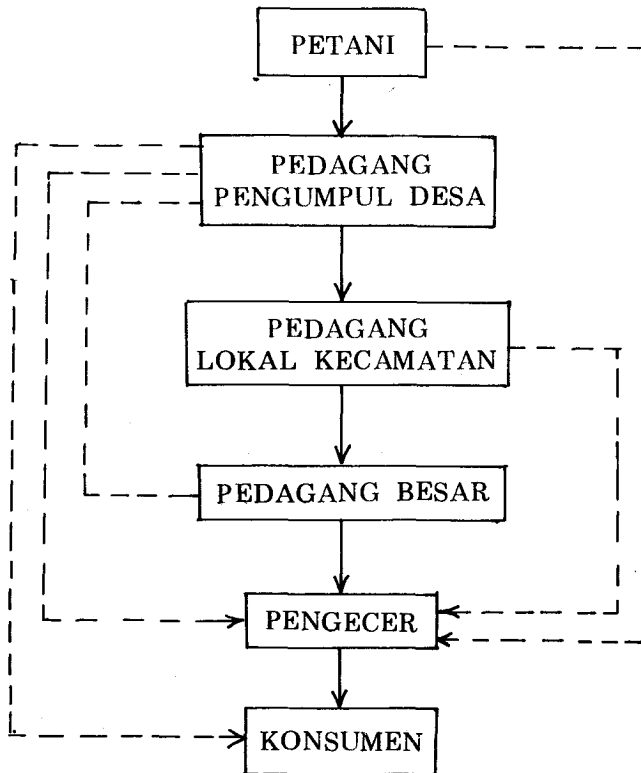 PETANI
PEDAGANG
PENGUMPUL DESA
PEDAGANG
LOKAL KECAMATAN
PEDAGANG BESAR
PENGECER
KONSUMEN